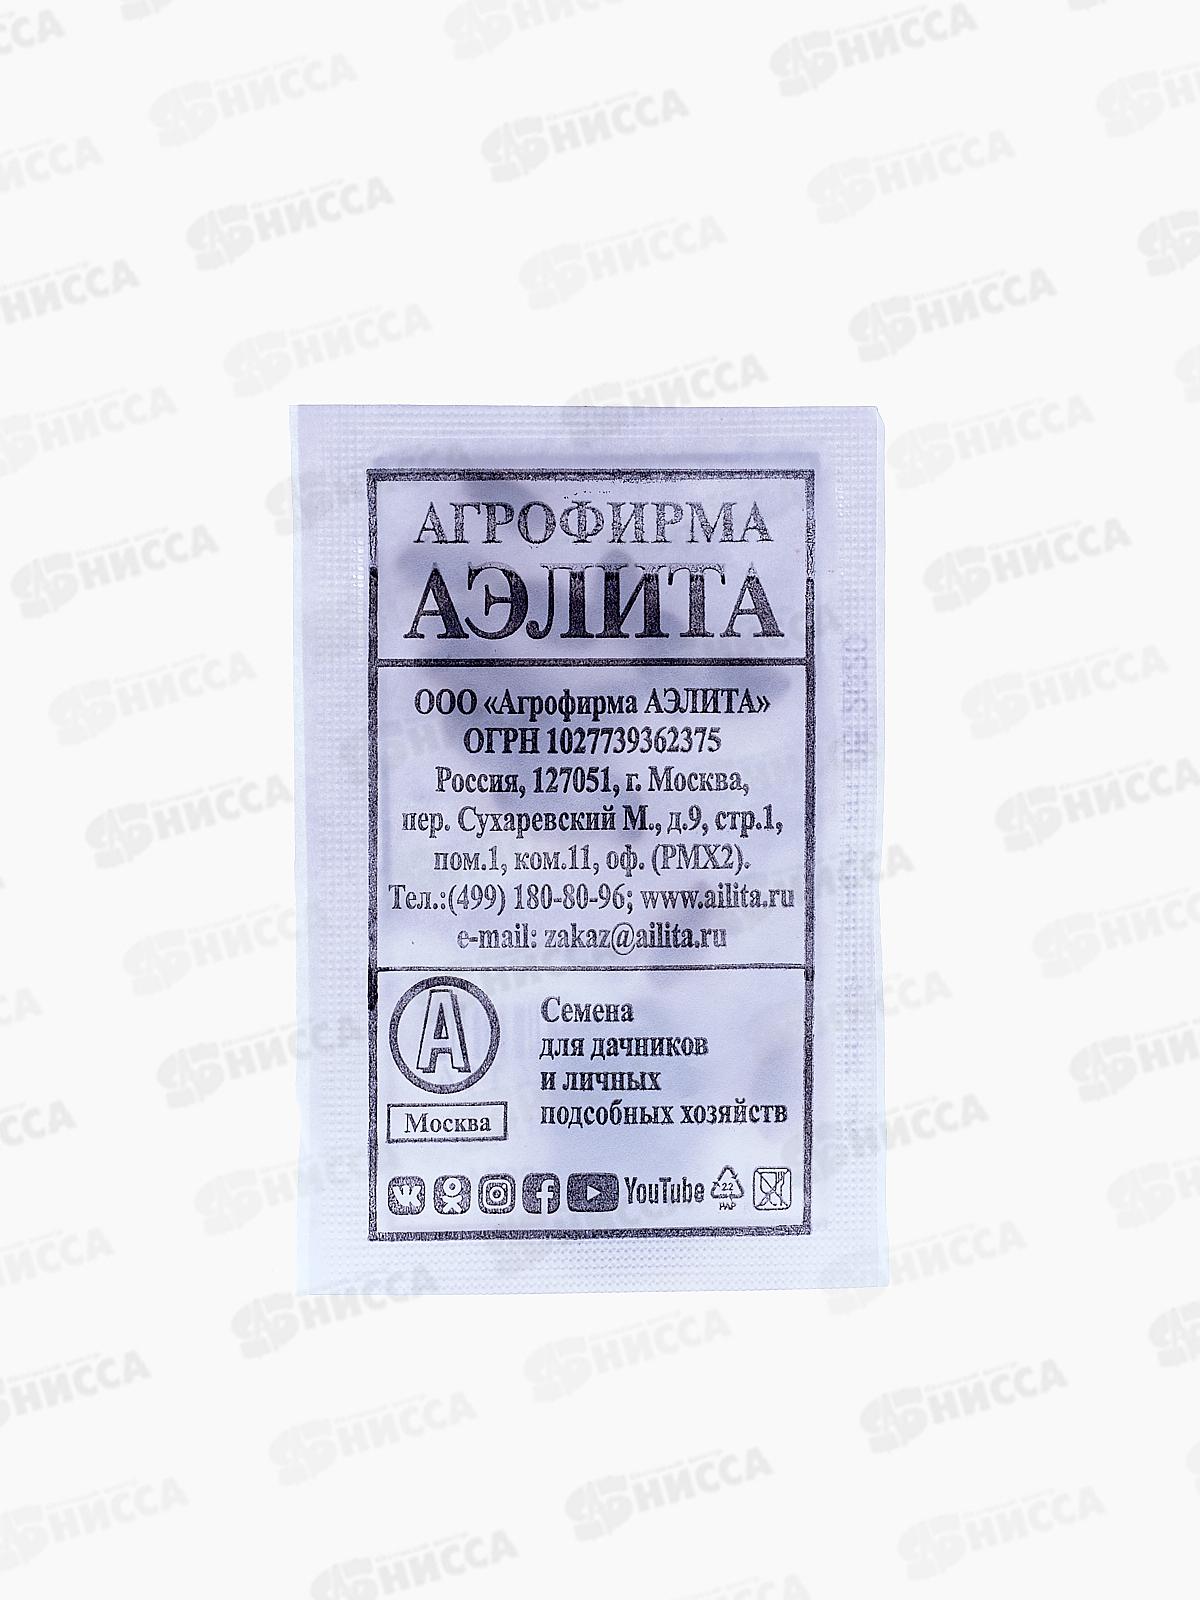 АГРОФИРМА
АЭЛИТА
ООО «Агрофирма АЭЛИТА»
ОГРН 1027739362375
Россия, 127051, г. Москва,
пер. Сухаревский М., д.9, стр.1,
пом.1, ком.11, оф. (РМХ2).
Тел.:(499) 180-80-96; www.ailita.ru
e-mail: zakaz@ailita.ru
А
Москва
Семена
для дачников
и личных
подсобных хозяйств
YouTube
22
PAP